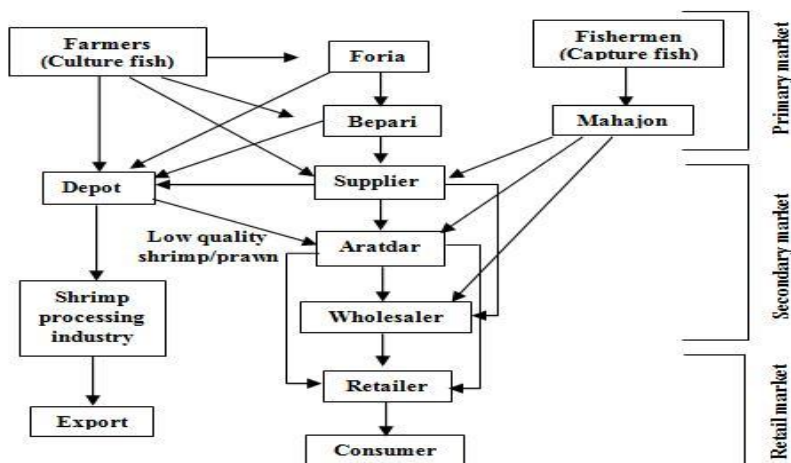 Farmers
(Culture fish)
Foria
Fishermen
(Capture fish)
Primary market
Bepari
Mahajon
Depot
Supplier
Secondary market
Low quality
shrimp/prawn
Aratdar
Shrimp
processing
industry
Wholesaler
Retailer
Retail market
Export
Consumer